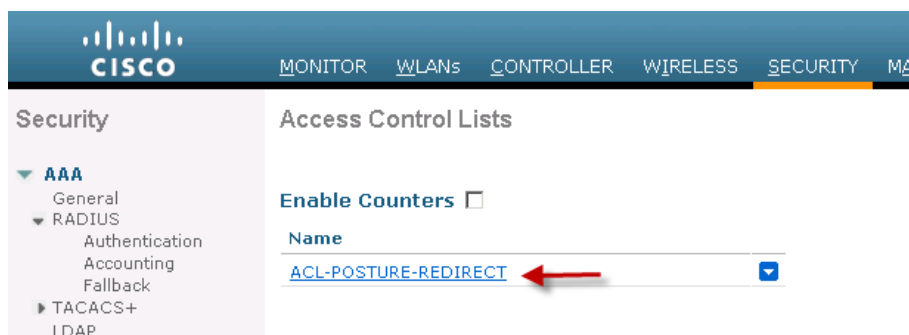 CISCO
MONITOR WLANs CONTROLLER WIRELESS SECURITY
Security
Access Control Lists
AAA
General
Enable Counters
RADIUS
Authentication
Name
Accounting
ACL-POSTURE-REDIRECT
Fallback
TACACS+
LDAP